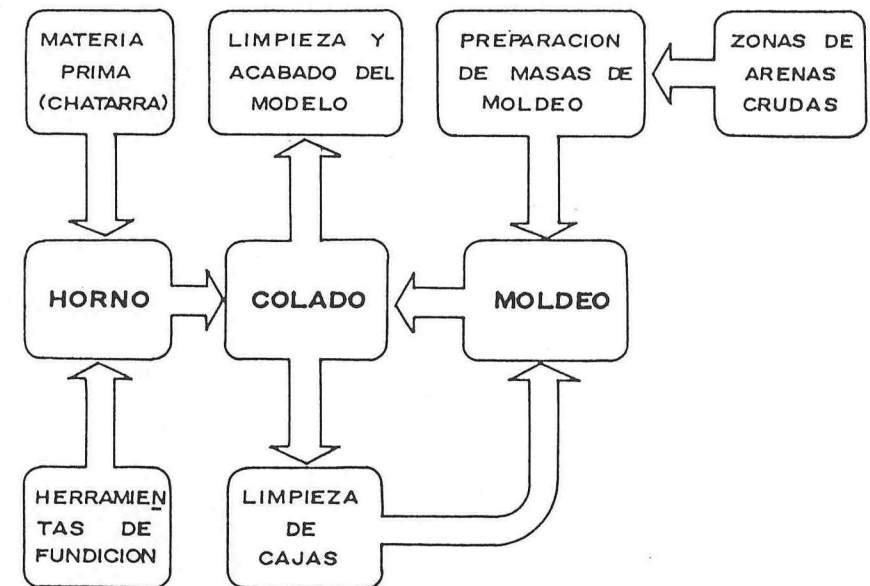 MATERIA
PRIMA
(CHATARRA)
LIMPIEZA Y
ACABADO DEL
MODELO
PREPARACION
DE MASAS DE
MOLDEO
ZONAS DE
ARENAS
CRUDAS
HORNO
COLADO
MOLDEO
HERRAMIEN
TAS DE
FUNDICION
LIMPIEZA
DE
CAJAS